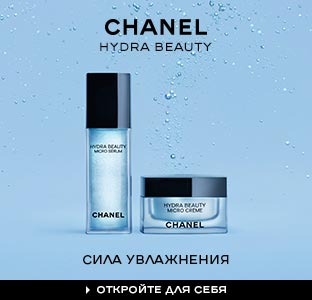 CHANEL
HYDRA BEAUTY
HYDRA BEAUTY
MICRO SÉRUM
CHANEL
HYDRA BEAUTY
MICRO CRÈME
CHANEL
СИЛА УВЛАЖНЕНИЯ
ОТКРОЙТЕ ДЛЯ СЕБЯ